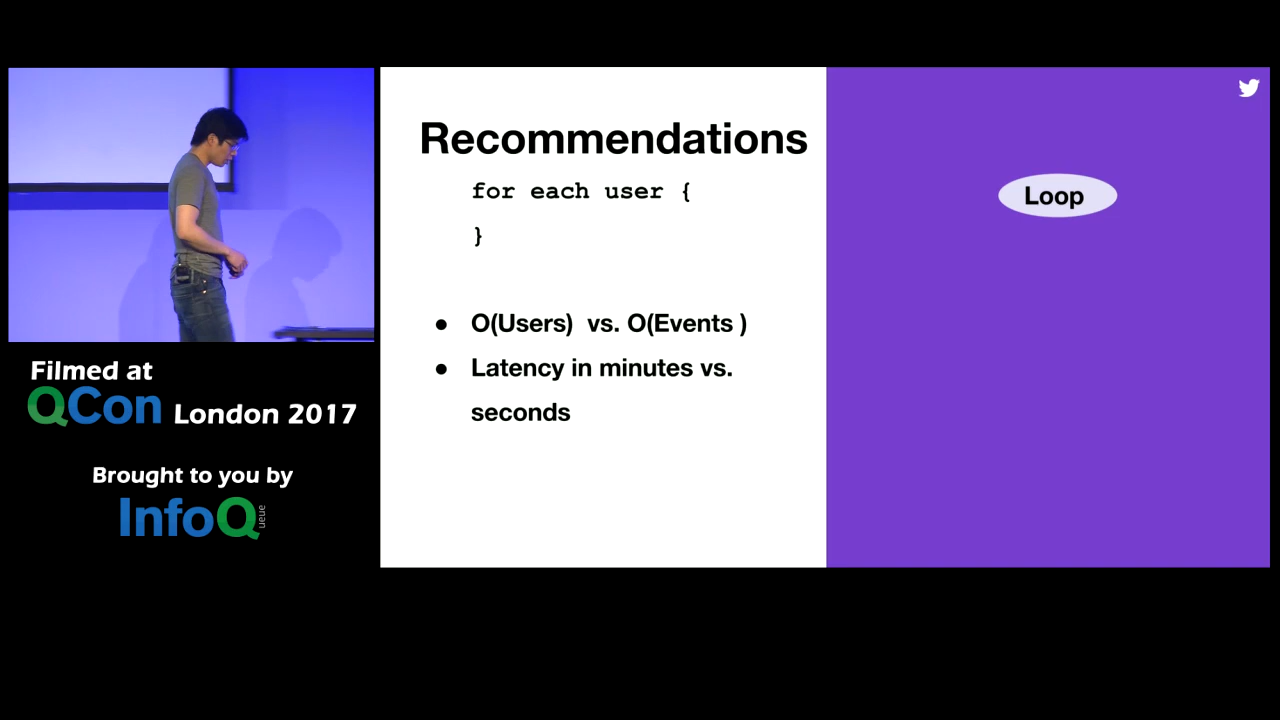 Recommendations
for each user {
}
● O(Users) vs. O(Events )
● Latency in minutes vs.
seconds
Loop
Filmed at
QCon London 2017
Brought to you by
InfoQ
ueue